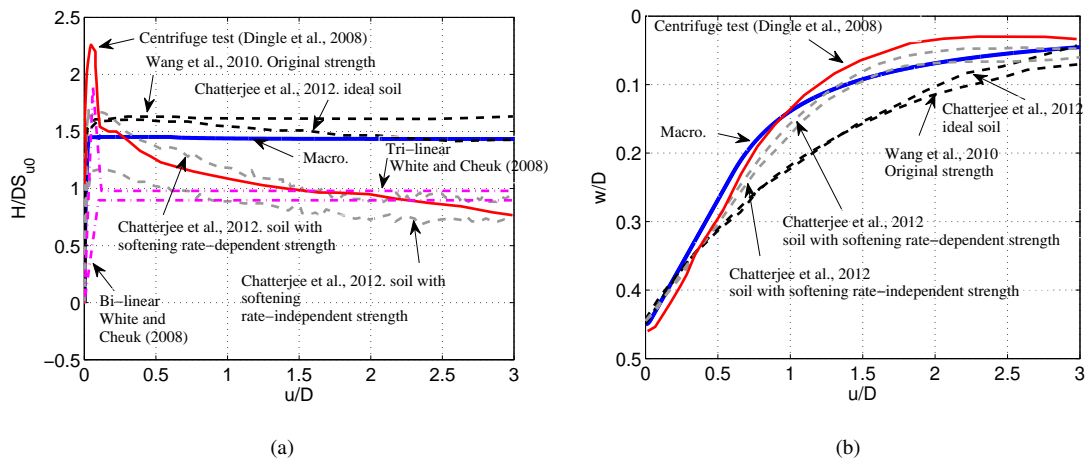 2.5
2
1.5
1
0.5
0
−0.5
H/DS_u0
0
0.5
1
1.5
2
2.5
3
u/D
Centrifuge test (Dingle et al., 2008)
Wang et al., 2010. Original strength
Chatterjee et al., 2012. ideal soil
Macro.
Tri−linear
White and Cheuk (2008)
Chatterjee et al., 2012. soil with
softening rate−dependent strength
Chatterjee et al., 2012. soil with
softening
rate−independent strength
Bi−linear
White and
Cheuk (2008)
(a)
0
0.1
0.2
0.3
0.4
0.5
w/D
0
0.5
1
1.5
2
2.5
3
u/D
Centrifuge test (Dingle et al., 2008)
Macro.
Chatterjee et al., 2012
ideal soil
Wang et al., 2010
Original strength
Chatterjee et al., 2012
soil with softening rate−dependent strength
Chatterjee et al., 2012
soil with softening rate−independent strength
(b)